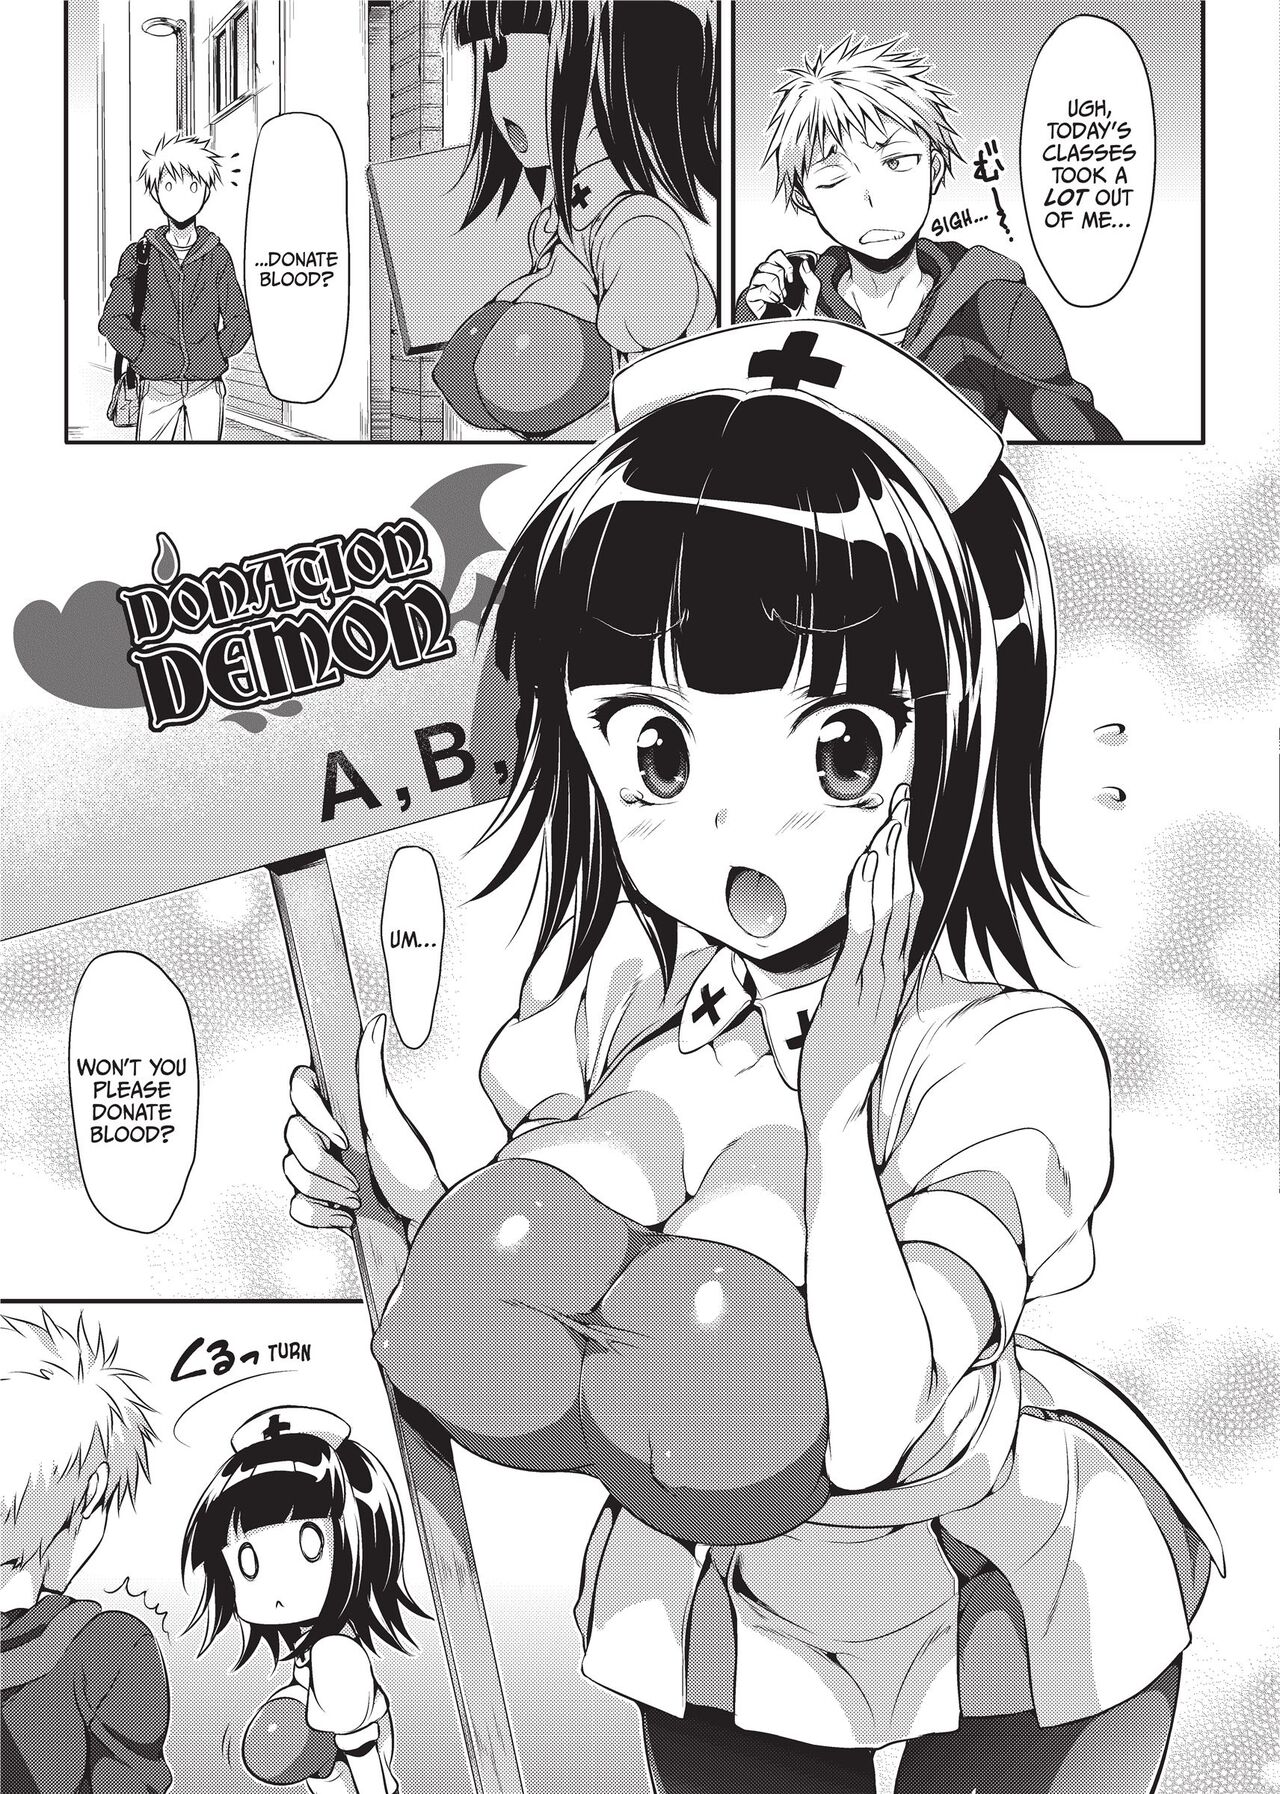 UGH,
TODAY'S
CLASSES
TOOK A
LOT OUT
OF ME...
むー
SIGH...
...DONATE
BLOOD?
DONATION
DEMON
A, B,
UM...
WON'T YOU
PLEASE
DONATE
BLOOD?
くるっ TURN